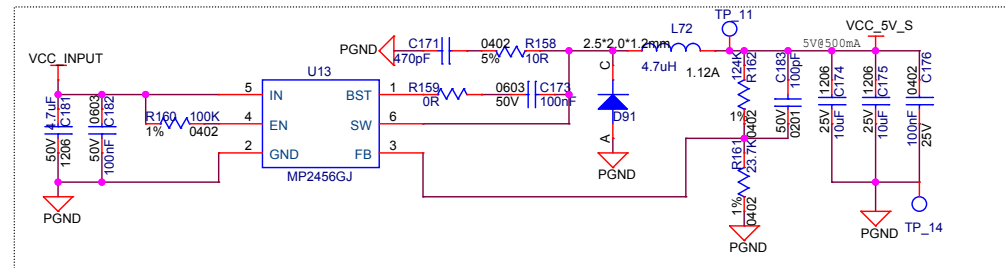 TP_11
L72
VCC_5V_S
PGND
C171
0402
R158
2.5*2.0*1.2mm
5V@500mA
470pF
5%
10R
4.7uH
1.12A
VCC_INPUT
U13
5
IN
BST
1
R159
0603
C173
0R
50V
100nF
4
EN
SW
6
2
GND
FB
3
MP2456GJ
R160
100K
1%
0402
4.7uF
C181
50V
1206
0603
C182
50V
100nF
PGND
C
D91
A
PGND
124K
R162
1%
0402
C183
100pF
50V
0201
1206
C174
25V
10uF
1206
C175
25V
10uF
0402
C176
100nF
25V
R161
23.7K
1%
0402
PGND
PGND
TP_14